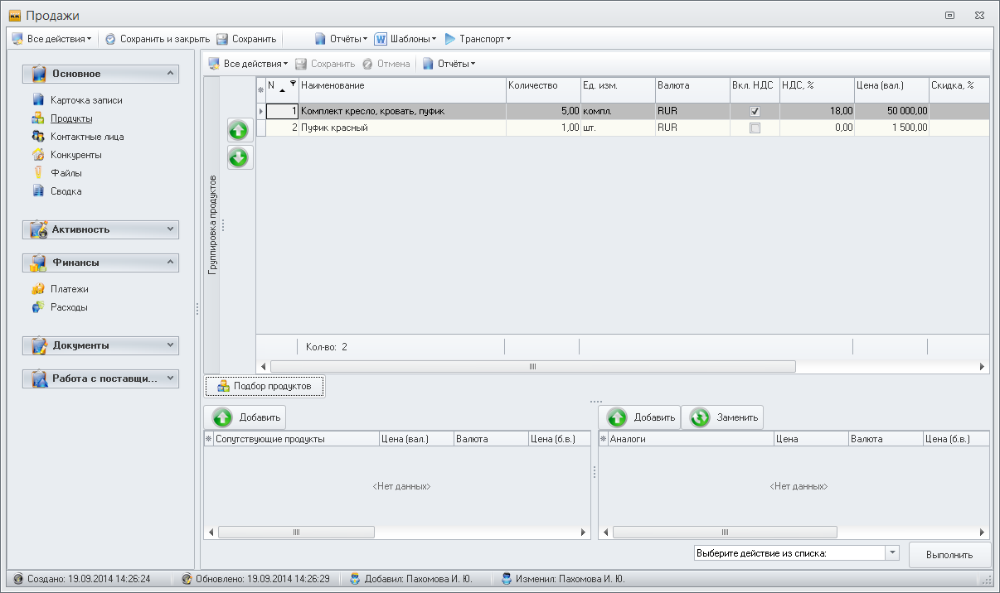 Продажи
Все действия Сохранить и закрыть Сохранить Отчёты Шаблоны Транспорт
Основное
Карточка записи
Продукты
Контактные лица
Конкуренты
Файлы
Сводка
Активность
Финансы
Платежи
Расходы
Документы
Работа с поставщи...
Все действия Сохранить Отмена Отчёты
Группировка продуктов
N Наименование Количество Ед. изм. Валюта Вкл. НДС НДС, % Цена (вал.) Скидка, %
1 Комплект кресло, кровать, пуфик 5,00 компл. RUR 18,00 50 000,00
2 Пуфик красный 1,00 шт. RUR 0,00 1 500,00
Кол-во: 2
Подбор продуктов
Добавить
Сопутствующие продукты Цена (вал.) Валюта Цена (б.в.)
<Нет данных>
Добавить Заменить
Аналоги Цена Валюта Цена (б.в.)
<Нет данных>
Выберите действие из списка: Выполнить
Создано: 19.09.2014 14:26:24 Обновлено: 19.09.2014 14:26:29 Добавил: Пахомова И. Ю. Изменил: Пахомова И. Ю.